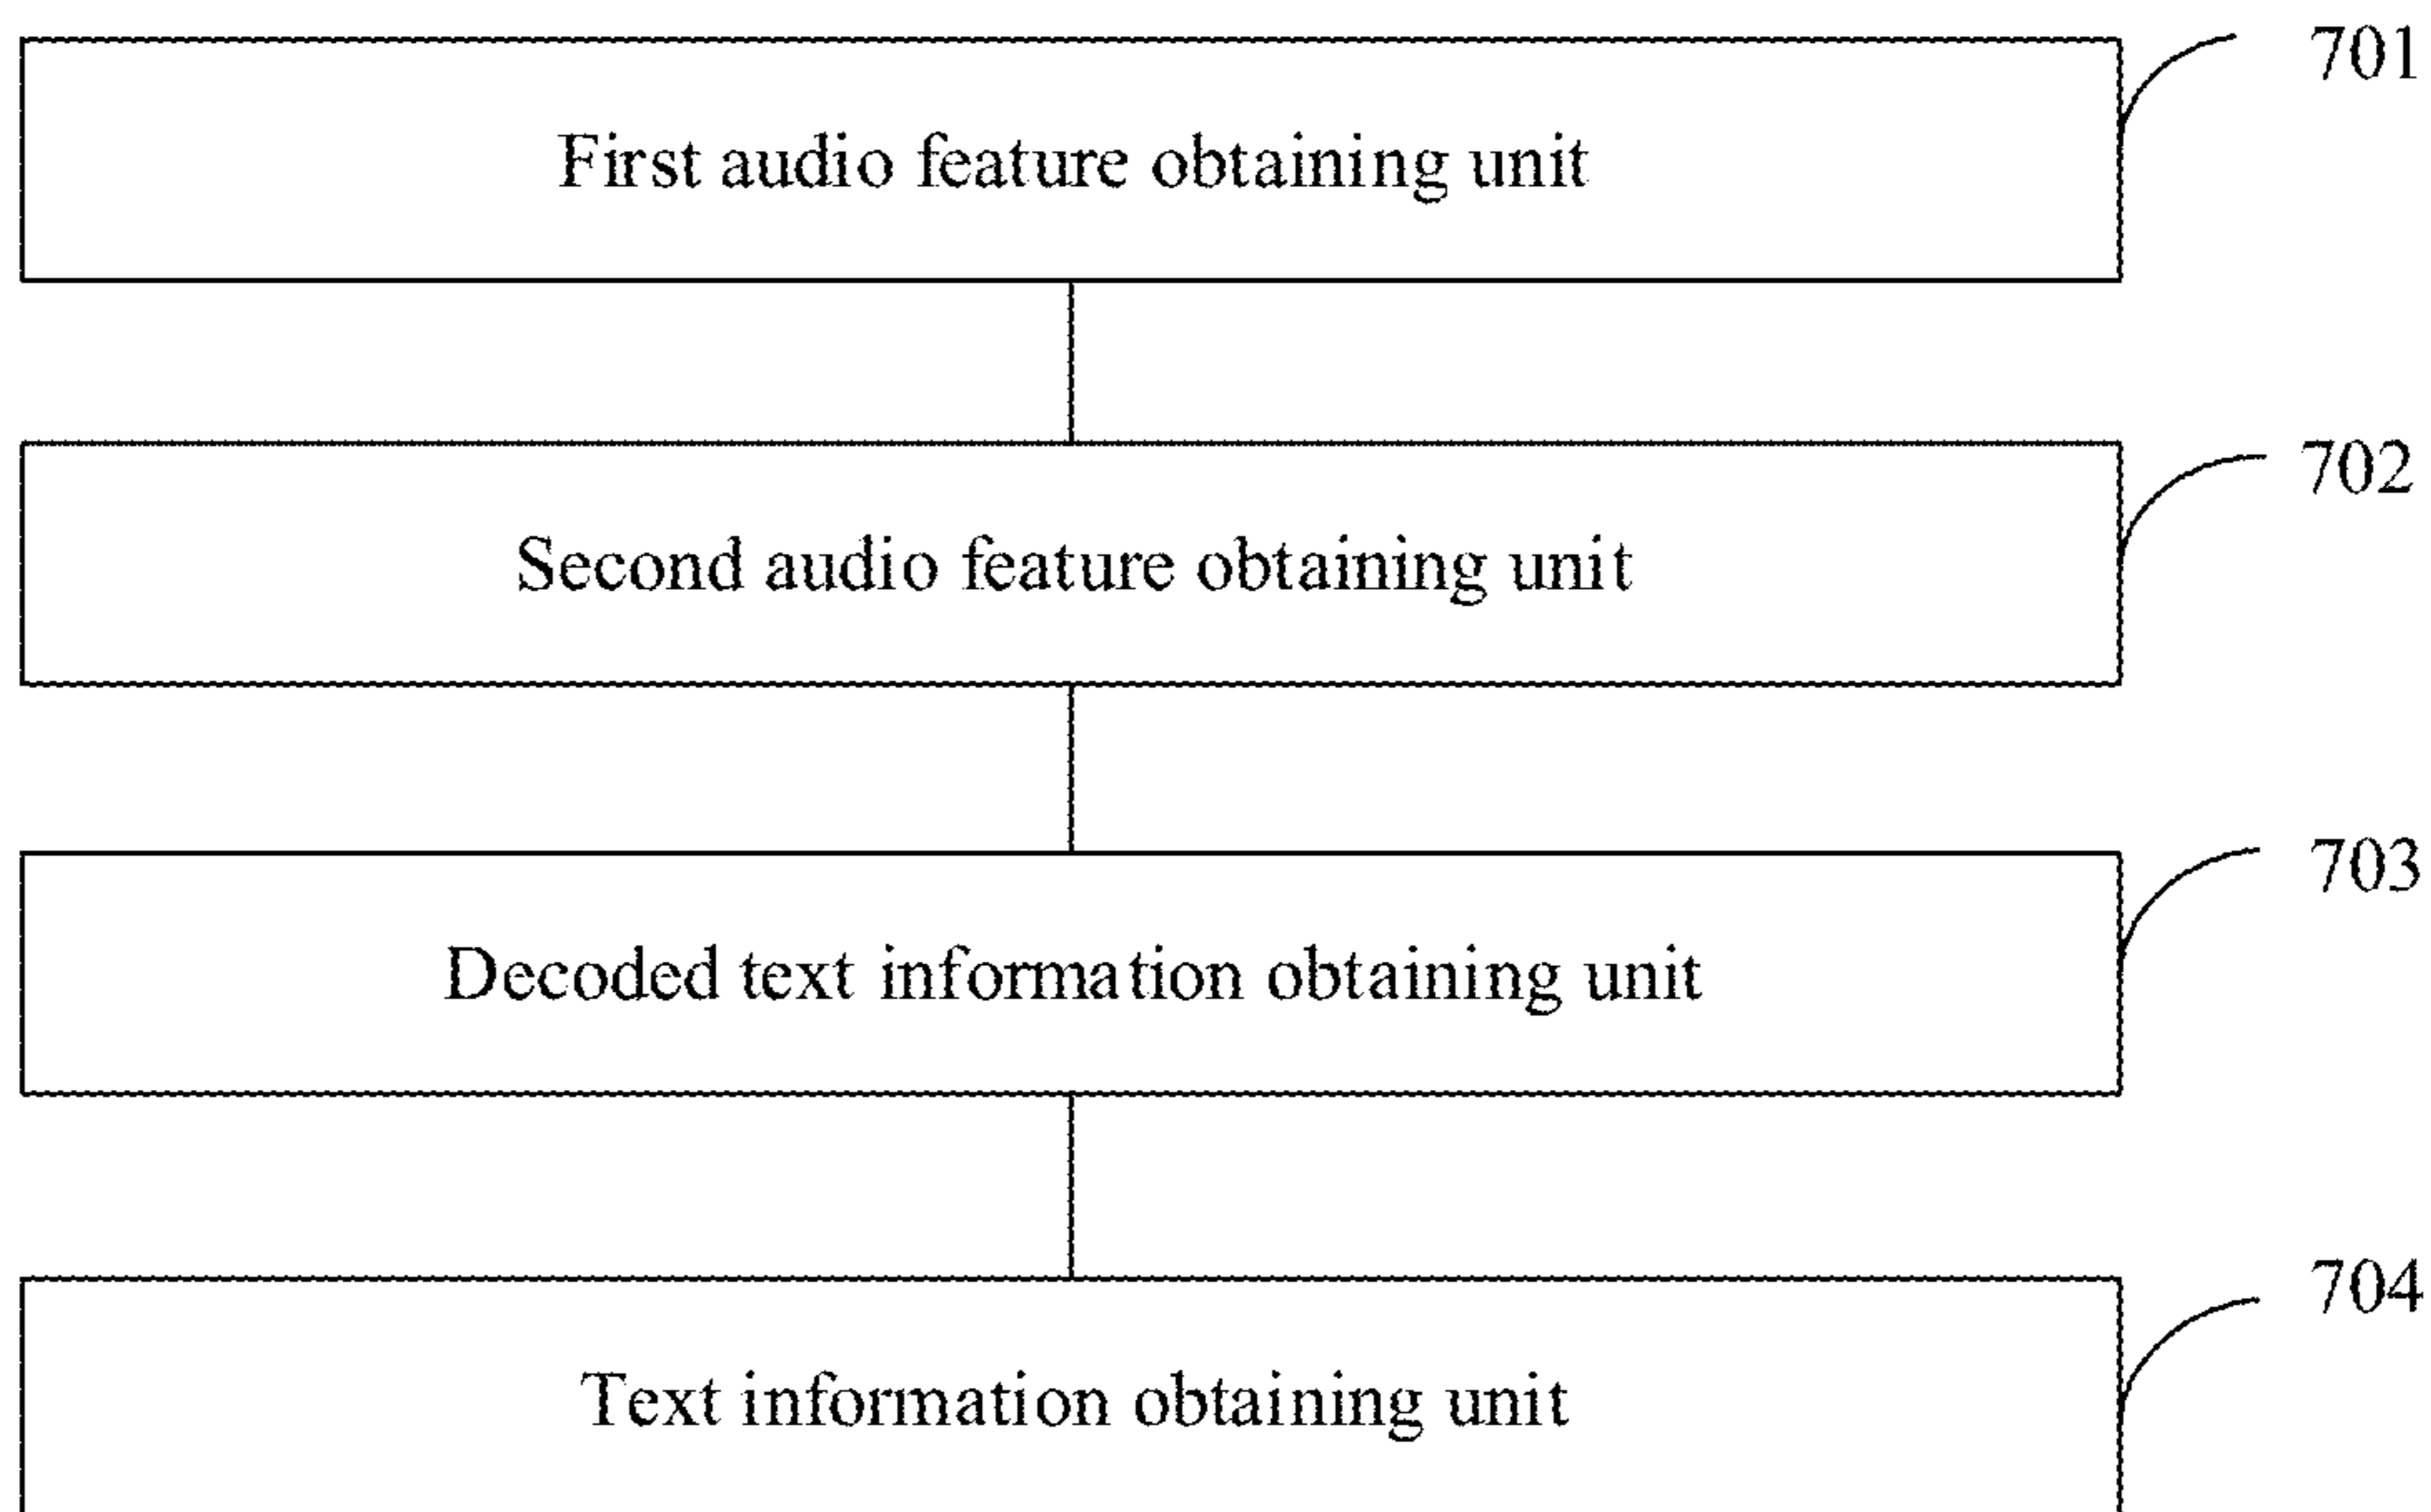 701
First audio feature obtaining unit
702
Second audio feature obtaining unit
703
Decoded text information obtaining unit
704
Text information obtaining unit